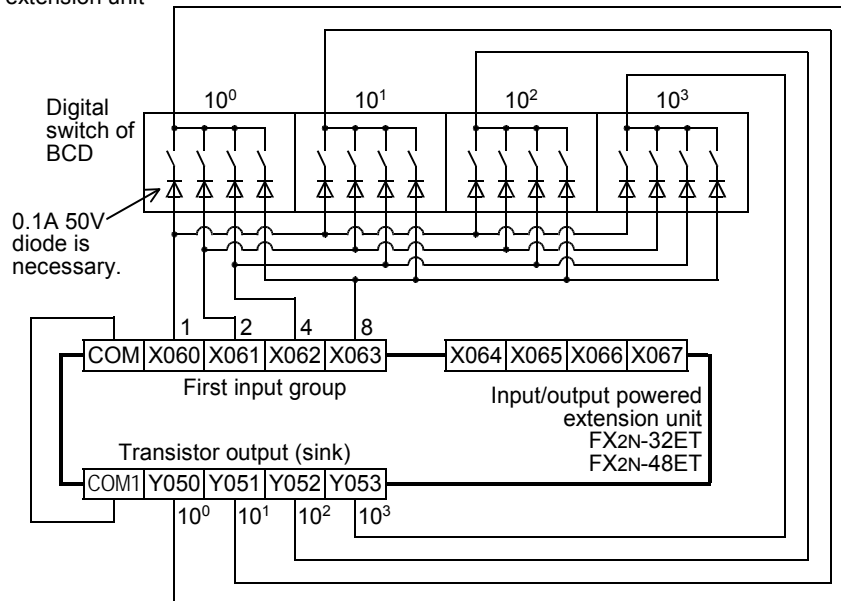 extension unit
10⁰ 10¹ 10² 10³
Digital
switch of
BCD
0.1A 50V
diode is
necessary.
1 2 4 8
COM X060 X061 X062 X063 X064 X065 X066 X067
First input group
Input/output powered
extension unit
FX2N-32ET
FX2N-48ET
Transistor output (sink)
COM1 Y050 Y051 Y052 Y053
10⁰ 10¹ 10² 10³